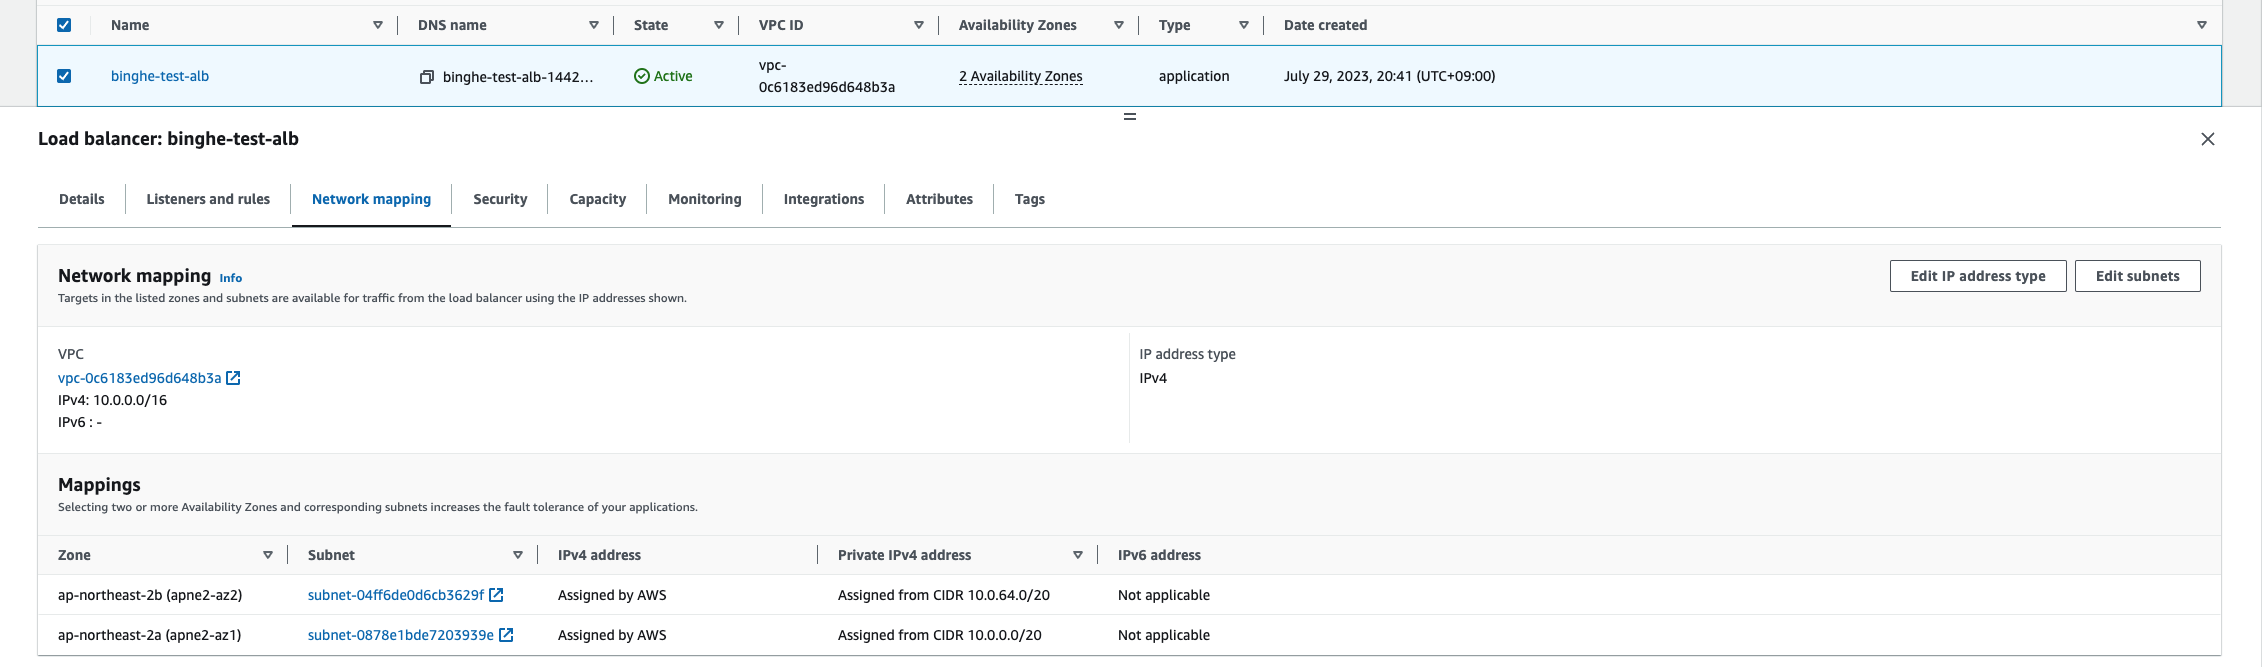 Name DNS name State VPC ID Availability Zones Type Date created
binghe-test-alb binghe-test-alb-1442... Active vpc-0c6183ed96d648b3a 2 Availability Zones application July 29, 2023, 20:41 (UTC+09:00)
Load balancer: binghe-test-alb
Details Listeners and rules Network mapping Security Capacity Monitoring Integrations Attributes Tags
Network mapping Info Edit IP address type Edit subnets
Targets in the listed zones and subnets are available for traffic from the load balancer using the IP addresses shown.
VPC IP address type
vpc-0c6183ed96d648b3a IPv4
IPv4: 10.0.0.0/16
IPv6 : -
Mappings
Selecting two or more Availability Zones and corresponding subnets increases the fault tolerance of your applications.
Zone Subnet IPv4 address Private IPv4 address IPv6 address
ap-northeast-2b (apne2-az2) subnet-04ff6de0d6cb3629f Assigned by AWS Assigned from CIDR 10.0.64.0/20 Not applicable
ap-northeast-2a (apne2-az1) subnet-0878e1bde7203939e Assigned by AWS Assigned from CIDR 10.0.0.0/20 Not applicable